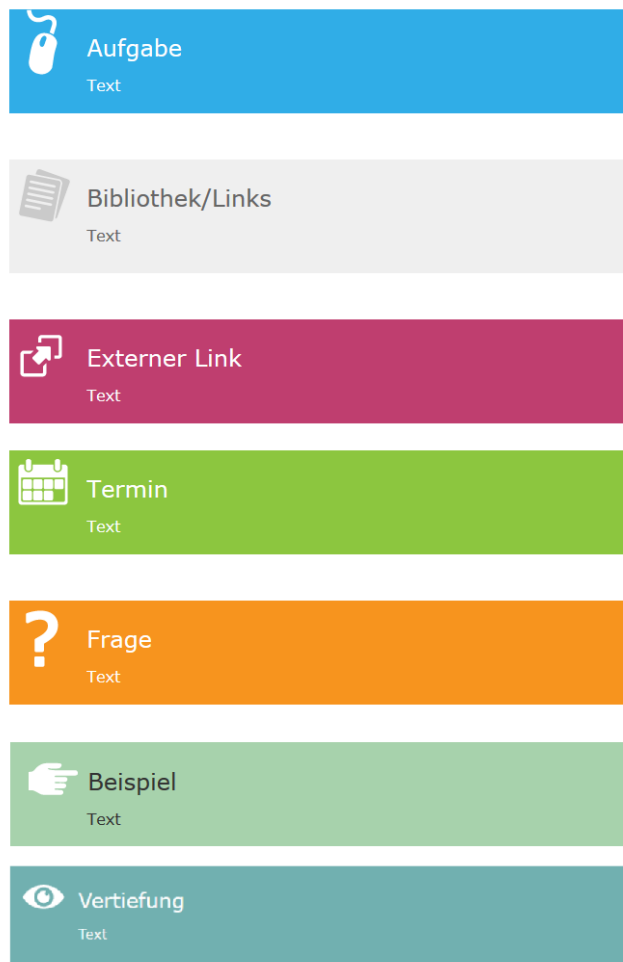 Aufgabe
Text
Bibliothek/Links
Text
Externer Link
Text
Termin
Text
?
Frage
Text
Beispiel
Text
Vertiefung
Text